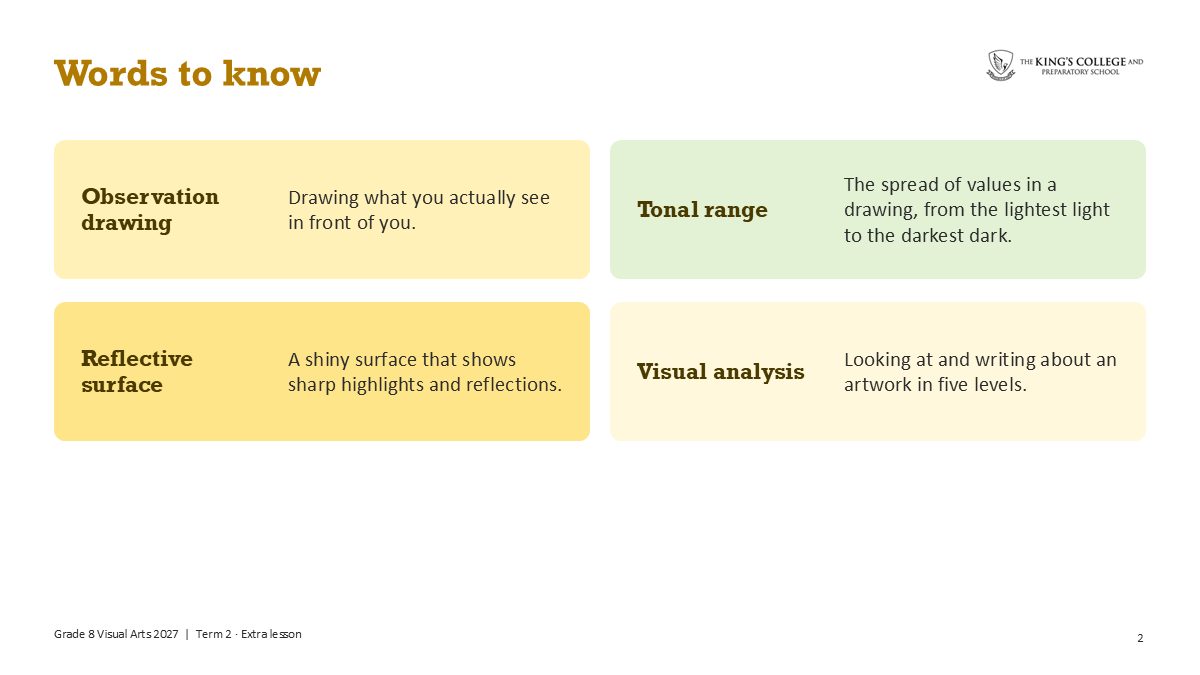 Words to know
THE KING'S COLLEGE AND
PREPARATORY SCHOOL
Observation
drawing
Drawing what you actually see
in front of you.
Tonal range
The spread of values in a
drawing, from the lightest light
to the darkest dark.
Reflective
surface
A shiny surface that shows
sharp highlights and reflections.
Visual analysis
Looking at and writing about an
artwork in five levels.
Grade 8 Visual Arts 2027 | Term 2 · Extra lesson
2